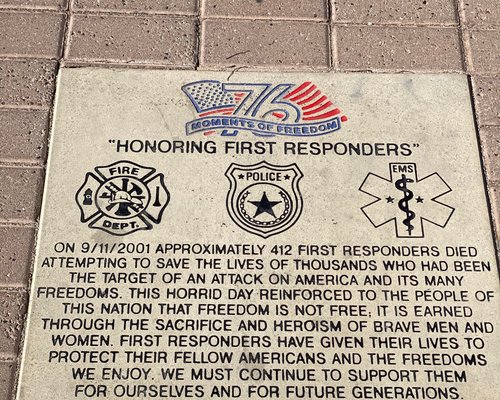 76
MOMENTS OF FREEDOM
"HONORING FIRST RESPONDERS"
FIRE
DEPT.
POLICE
EMS
ON 9/11/2001 APPROXIMATELY 412 FIRST RESPONDERS DIED
ATTEMPTING TO SAVE THE LIVES OF THOUSANDS WHO HAD BEEN
THE TARGET OF AN ATTACK ON AMERICA AND ITS MANY
FREEDOMS. THIS HORRID DAY REINFORCED TO THE PEOPLE OF
THIS NATION THAT FREEDOM IS NOT FREE, IT IS EARNED
THROUGH THE SACRIFICE AND HEROISM OF BRAVE MEN AND
WOMEN. FIRST RESPONDERS HAVE GIVEN THEIR LIVES TO
PROTECT THEIR FELLOW AMERICANS AND THE FREEDOMS
WE ENJOY. WE MUST CONTINUE TO SUPPORT THEM
FOR OURSELVES AND FOR FUTURE GENERATIONS.